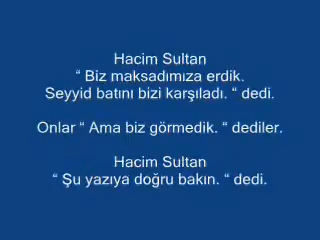 Hacim Sultan
“ Biz maksadımıza erdik.
Seyyid batını bizi karşıladı. “ dedi.
Onlar “ Ama biz görmedik. “ dediler.
Hacim Sultan
“ Şu yazıya doğru bakın. “ dedi.